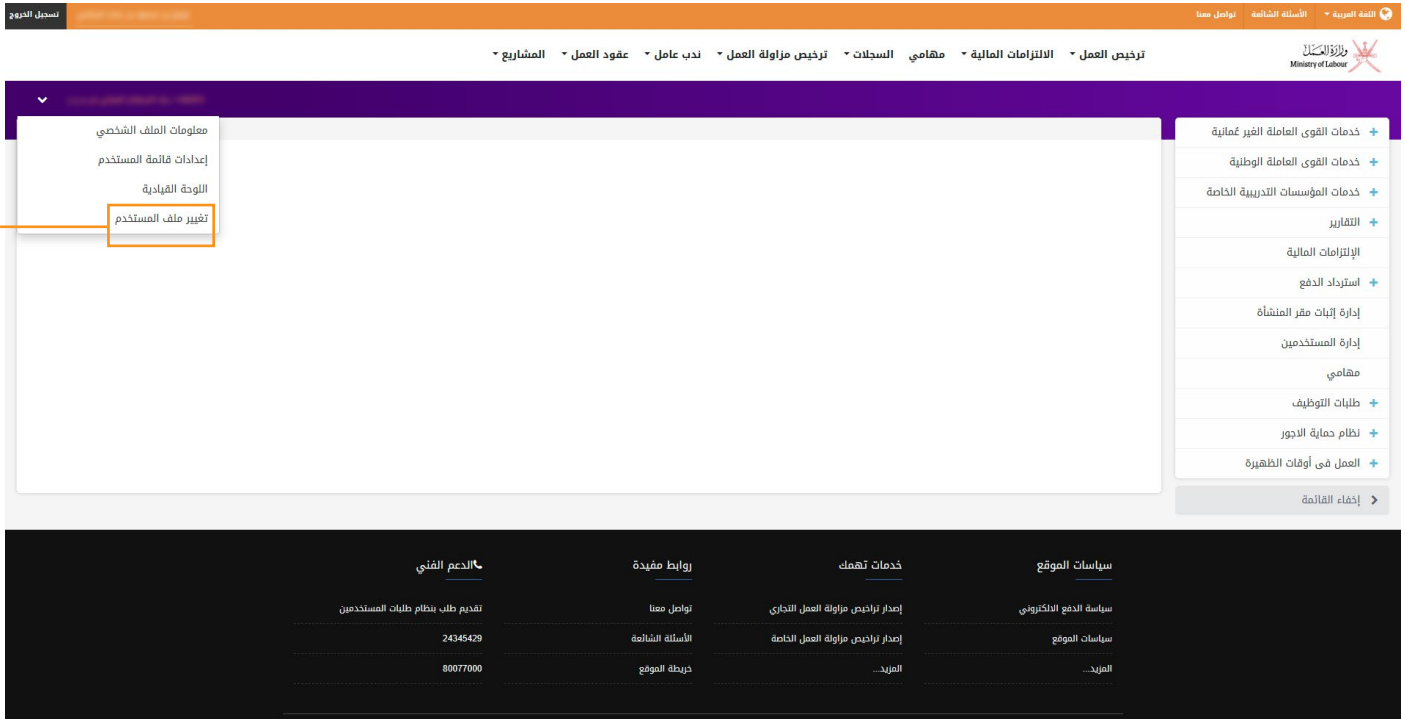 اللغة العربية
الأسئلة الشائعة
تواصل معنا
تسجيل الخروج
وزارة العمل
Ministry of Labour
ترخيص العمل
الالتزامات المالية
مهامي
السجلات
ترخيص مزاولة العمل
ندب عامل
عقود العمل
المشاريع
خدمات القوى العاملة الغير عُمانية
خدمات القوى العاملة الوطنية
خدمات المؤسسات التدريبية الخاصة
التقارير
الإلتزامات المالية
استرداد الدفع
إدارة إثبات مقر المنشأة
إدارة المستخدمين
مهامي
طلبات التوظيف
نظام حماية الاجور
العمل فى أوقات الظهيرة
إخفاء القائمة
معلومات الملف الشخصي
إعدادات قائمة المستخدم
اللوحة القيادية
تغيير ملف المستخدم
سياسات الموقع
سياسة الدفع الالكتروني
سياسات الموقع
المزيد...
خدمات تهمك
إصدار تراخيص مزاولة العمل التجاري
إصدار تراخيص مزاولة العمل الخاصة
المزيد...
روابط مفيدة
تواصل معنا
الأسئلة الشائعة
خريطة الموقع
الدعم الفني
تقديم طلب بنظام طلبات المستخدمين
24345429
80077000